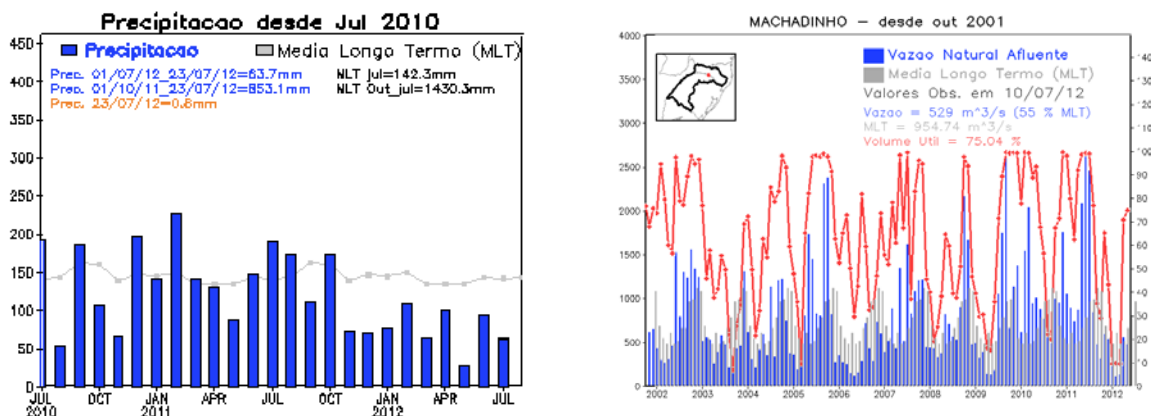 Precipitacao desde Jul 2010
450
400
350
300
250
200
150
100
50
0
Precipitacao
Media Longo Termo (MLT)
Prec. 01/07/12_23/07/12=63.7mm
Prec. 01/10/11_23/07/12=853.1mm
Prec. 23/07/12=0.6mm
MLT jul=142.3mm
MLT Out_jul=1430.3mm
JUL OCT JAN APR JUL OCT JAN APR JUL
2010 2011 2012
MACHADINHO – desde out 2001
4000
3500
3000
2500
2000
1500
1000
500
0
Vazao Natural Afluente
Media Longo Termo (MLT)
Valores Obs. em 10/07/12
Vazao = 529 m^3/s (55 % MLT)
MLT = 954.74 m^3/s
Volume Util = 75.04 %
100
90
80
70
60
50
40
30
20
10
0
2002 2003 2004 2005 2006 2007 2008 2009 2010 2011 2012